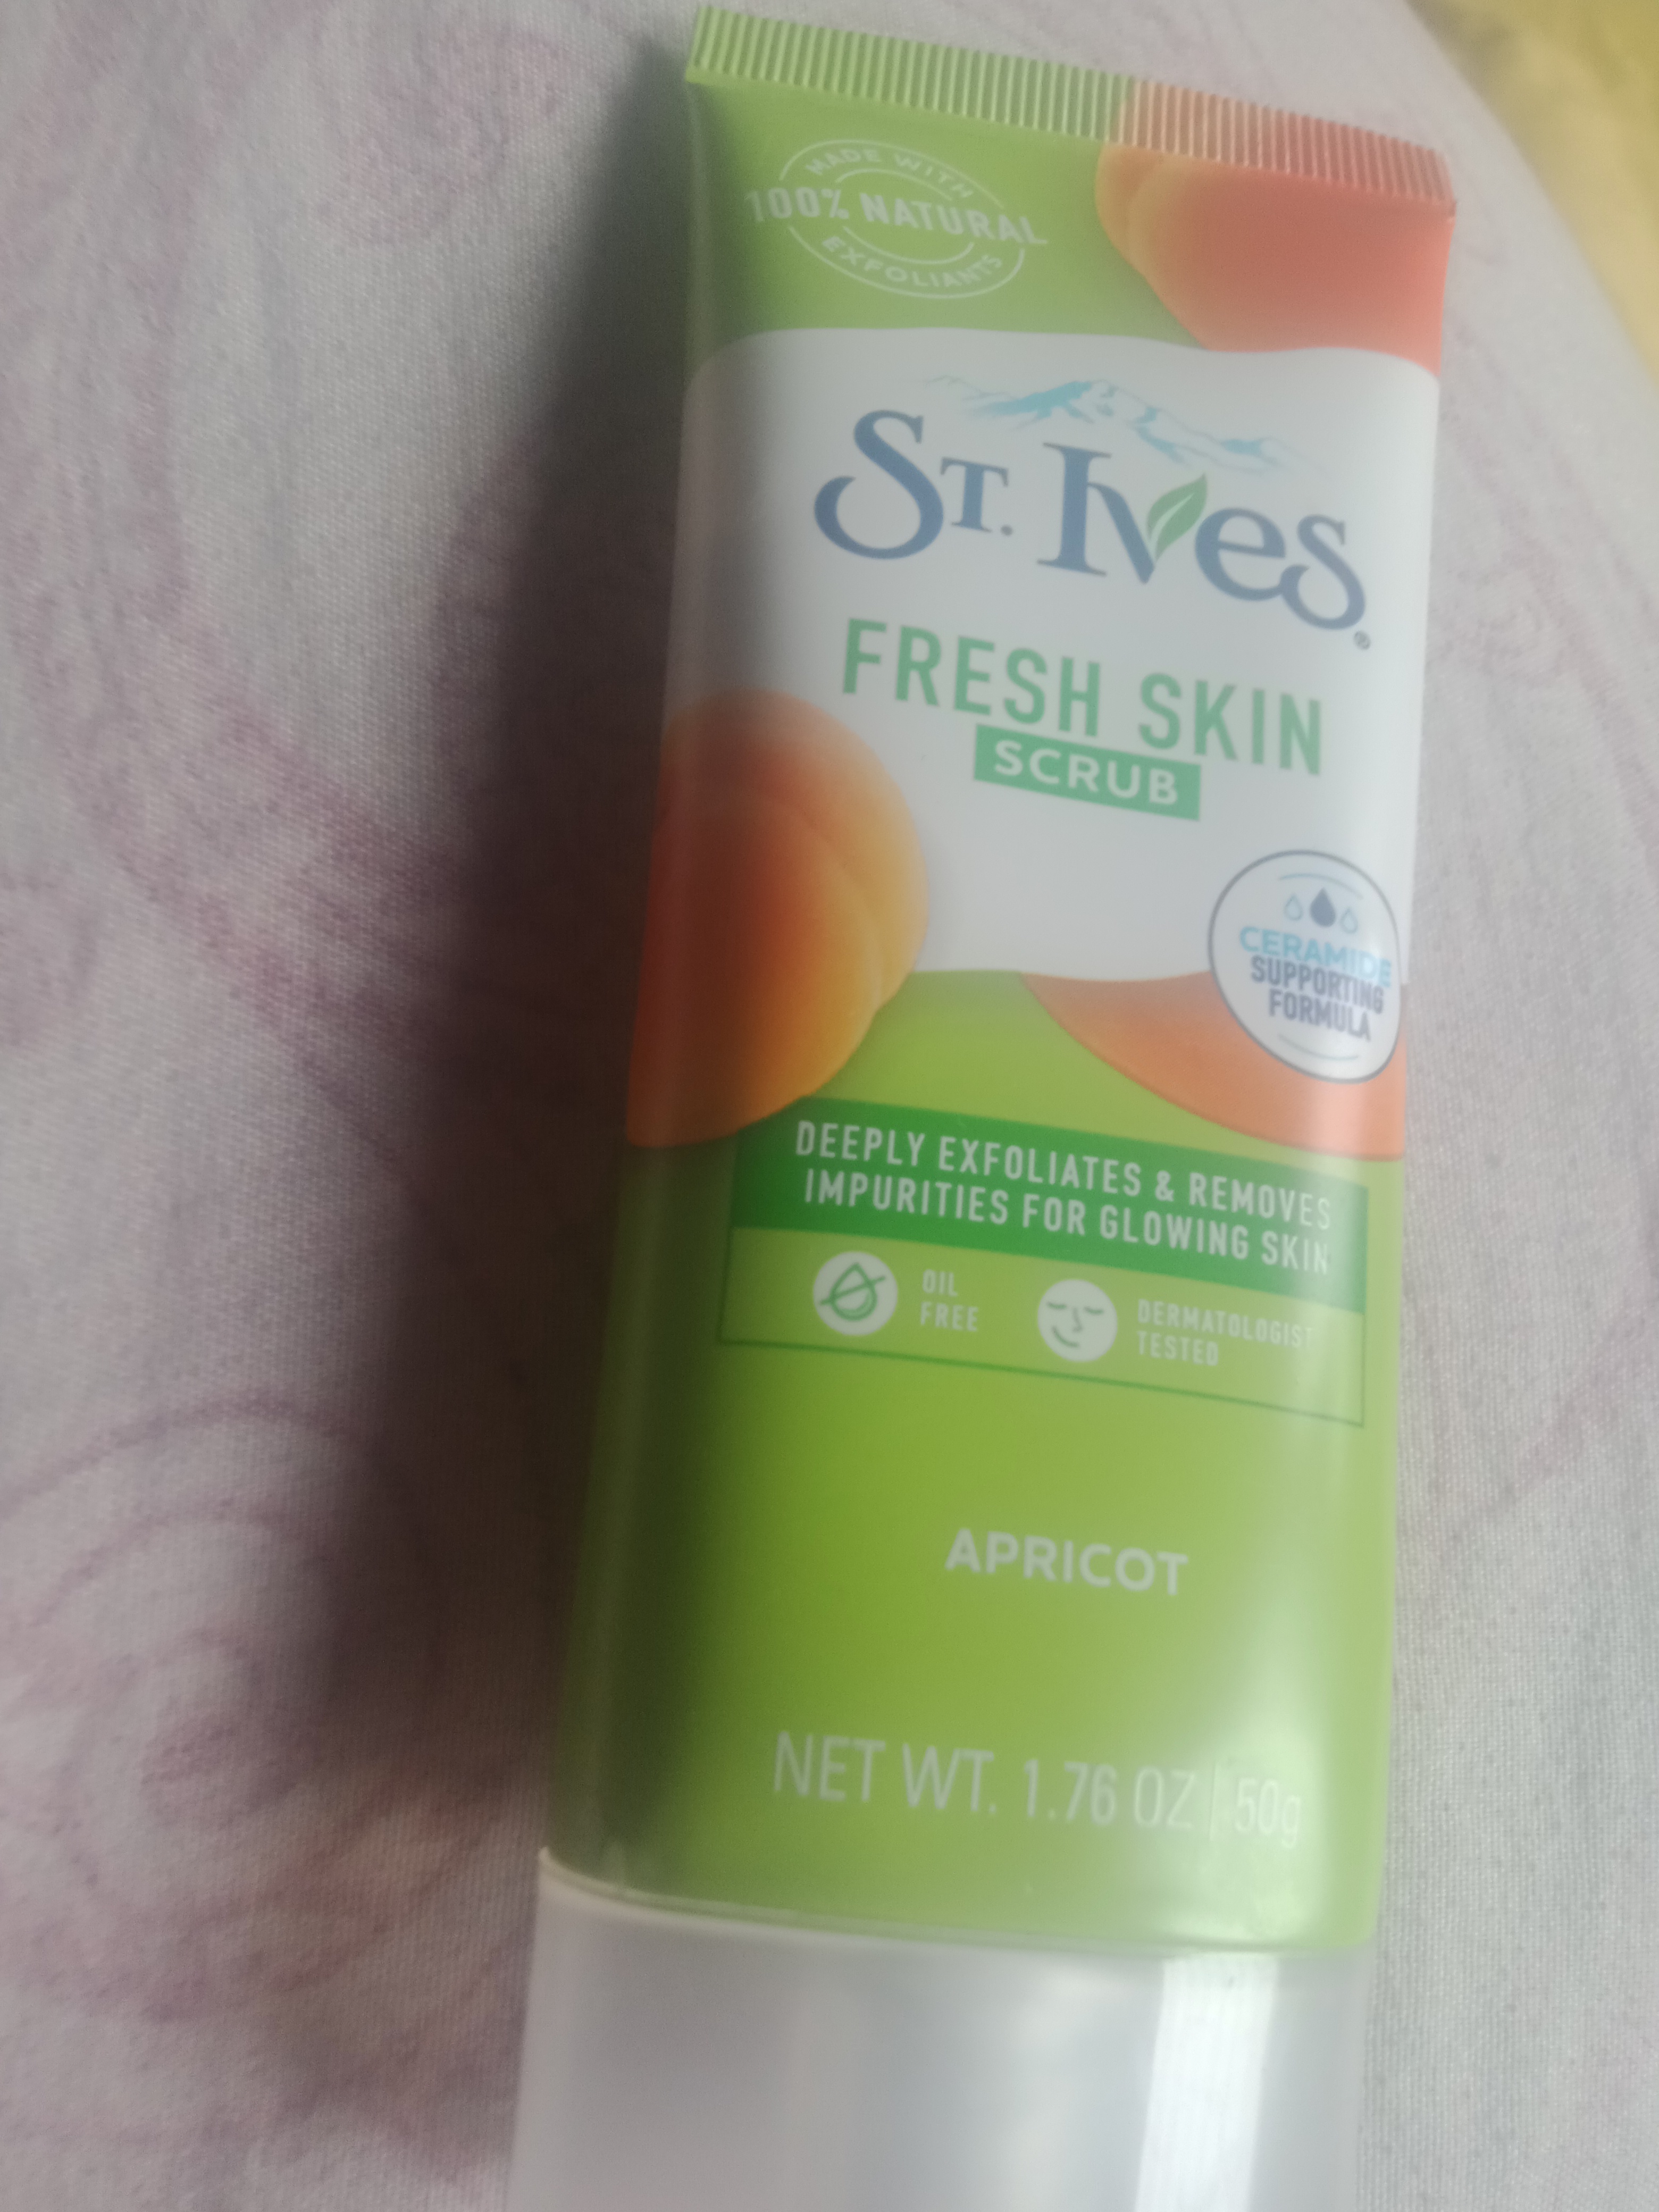 MADE WITH
100% NATURAL
EXFOLIANTS
ST. IVES®
FRESH SKIN
SCRUB
CERAMIDE
SUPPORTING
FORMULA
DEEPLY EXFOLIATES & REMOVES
IMPURITIES FOR GLOWING SKIN
OIL
FREE
DERMATOLOGIST
TESTED
APRICOT
NET WT. 1.76 OZ | 50g